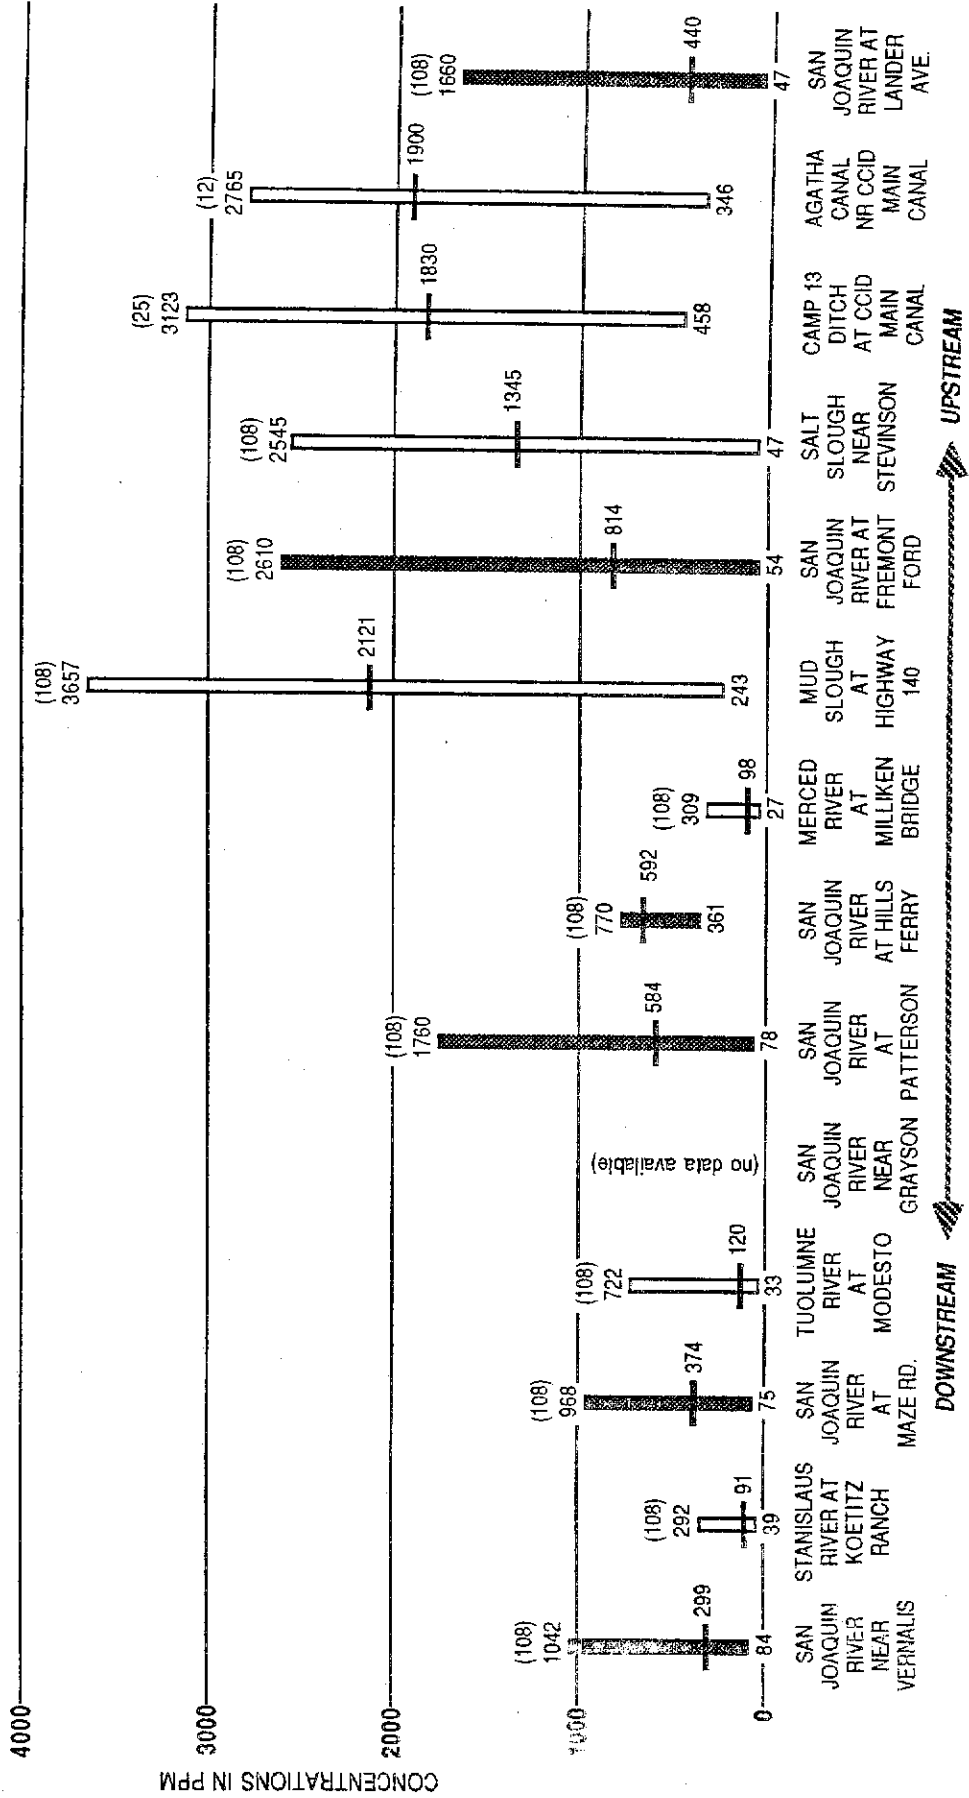 CONCENTRATIONS IN PPM
4000
3000
2000
1000
0
(108)
1042
299
84
SAN
JOAQUIN
RIVER
NEAR
VERNALIS
(108)
292
91
39
STANISLAUS
RIVER AT
KOETITZ
RANCH
(108)
968
374
75
SAN
JOAQUIN
RIVER
AT
MAZE RD.
(108)
722
120
33
TUOLUMNE
RIVER
AT
MODESTO
(no data available)
SAN
JOAQUIN
RIVER
NEAR
GRAYSON
(108)
1760
584
78
SAN
JOAQUIN
RIVER
AT
PATTERSON
(108)
770
592
361
SAN
JOAQUIN
RIVER
AT HILLS
FERRY
(108)
309
98
27
MERCED
RIVER
AT
MILLIKEN
BRIDGE
(108)
3657
2121
243
MUD
SLOUGH
AT
HIGHWAY
140
(108)
2610
814
54
SAN
JOAQUIN
RIVER AT
FREMONT
FORD
(108)
2545
1345
47
SALT
SLOUGH
NEAR
STEVINSON
(25)
3123
1830
458
CAMP 13
DITCH
AT CCID
MAIN
CANAL
(12)
2765
1900
346
AGATHA
CANAL
NR CCID
MAIN
CANAL
(108)
1660
440
47
SAN
JOAQUIN
RIVER AT
LANDER
AVE.
DOWNSTREAM
UPSTREAM